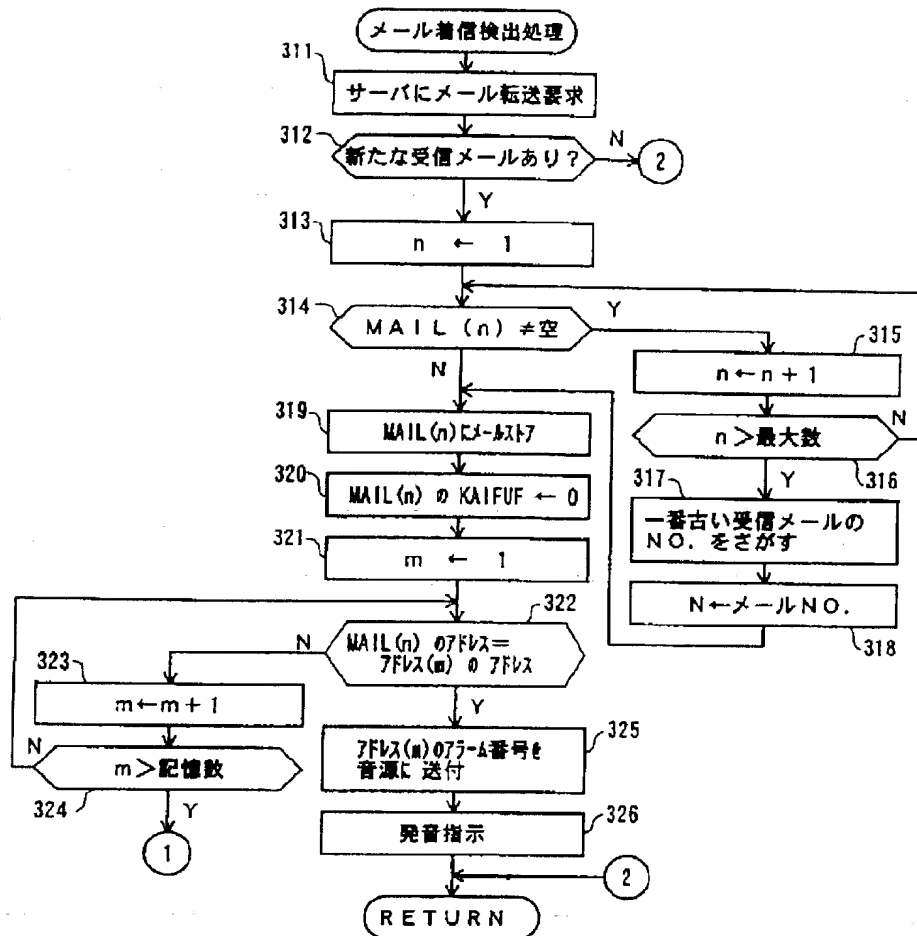 メール着信検出処理
311
サーバにメール転送要求
312
新たな受信メールあり?
N
2
Y
313
n ← 1
314
MAIL (n) ≠空
Y
N
315
n←n+1
n>最大数
N
316
Y
317
一番古い受信メールの
NO. をさがす
N←メールNO.
318
319
MAIL(n)にメールストア
320
MAIL(n) の KAIFUF ← 0
321
m ← 1
322
MAIL(n) のアドレス=
アドレス(m) の アドレス
N
Y
323
m←m+1
N
m>記憶数
324
Y
1
325
アドレス(m)のアラーム番号を
音源に 送付
326
発音指示
2
RETURN